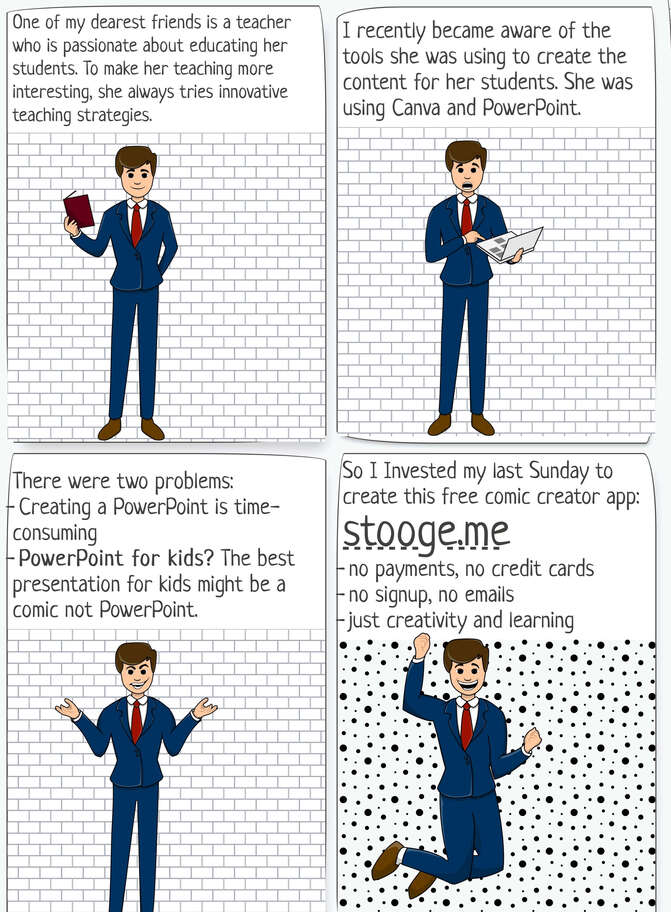 One of my dearest friends is a teacher
who is passionate about educating her
students. To make her teaching more
interesting, she always tries innovative
teaching strategies.
I recently became aware of the
tools she was using to create the
content for her students. She was
using Canva and PowerPoint.
There were two problems:
- Creating a PowerPoint is time-
consuming
- PowerPoint for kids? The best
presentation for kids might be a
comic not PowerPoint.
So I Invested my last Sunday to
create this free comic creator app:
stooge.me
- no payments, no credit cards
- no signup, no emails
- just creativity and learning